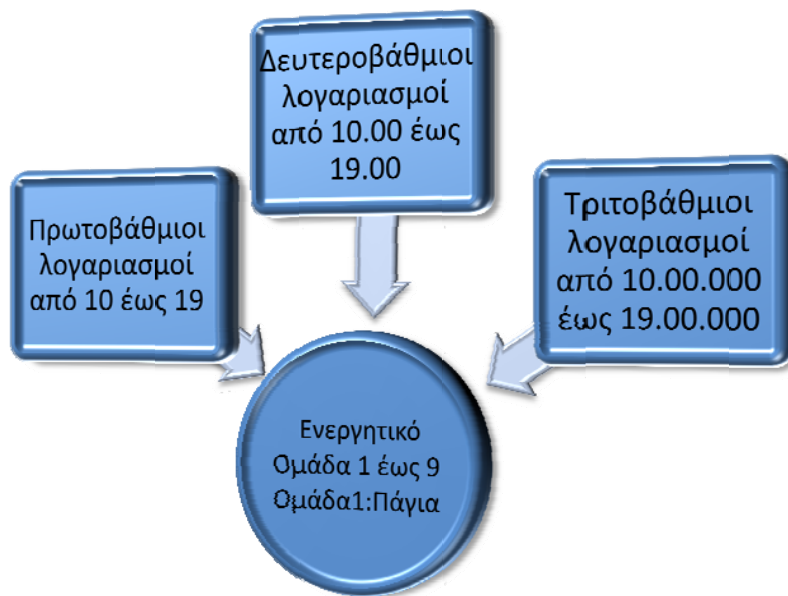 Δευτεροβάθμιοι
λογαριασμοί
από 10.00 έως
19.00
Πρωτοβάθμιοι
λογαριασμοί
από 10 έως 19
Τριτοβάθμιοι
λογαριασμοί
από 10.00.000
έως 19.00.000
Ενεργητικό
Ομάδα 1 έως 9
Ομάδα1:Πάγια